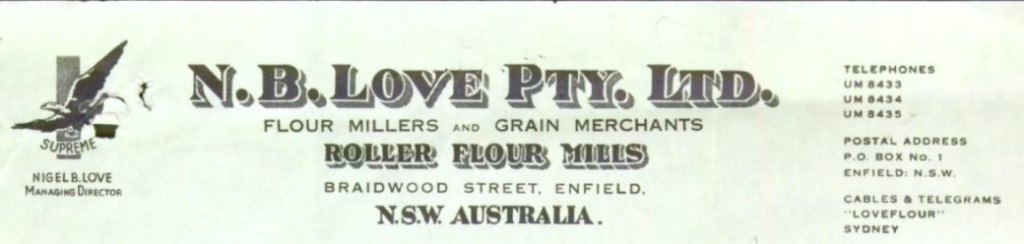 SUPREME
NIGEL B. LOVE
MANAGING DIRECTOR
N. B. LOVE PTY. LTD.
FLOUR MILLERS AND GRAIN MERCHANTS
ROLLER FLOUR MILLS
BRAIDWOOD STREET, ENFIELD.
N.S.W. AUSTRALIA.
TELEPHONES
UM 8433
UM 8434
UM 8435
POSTAL ADDRESS
P.O. BOX No. 1
ENFIELD: N.S.W.
CABLES & TELEGRAMS
"LOVEFLOUR"
SYDNEY